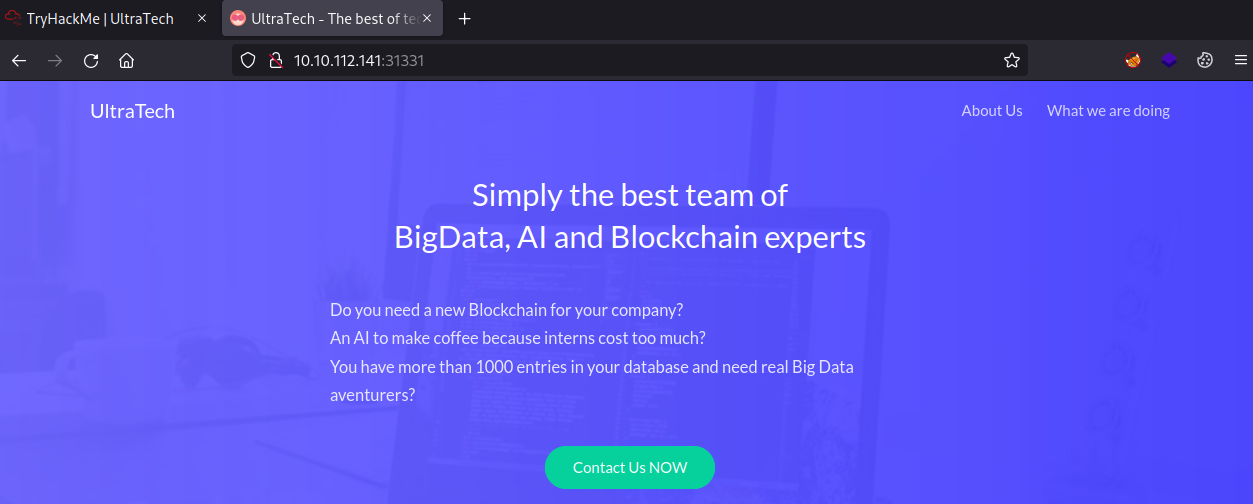 TryHackMe | UltraTech
UltraTech - The best of te
10.10.112.141:31331
UltraTech
About Us
What we are doing
Simply the best team of
BigData, AI and Blockchain experts
Do you need a new Blockchain for your company?
An AI to make coffee because interns cost too much?
You have more than 1000 entries in your database and need real Big Data
aventurers?
Contact Us NOW